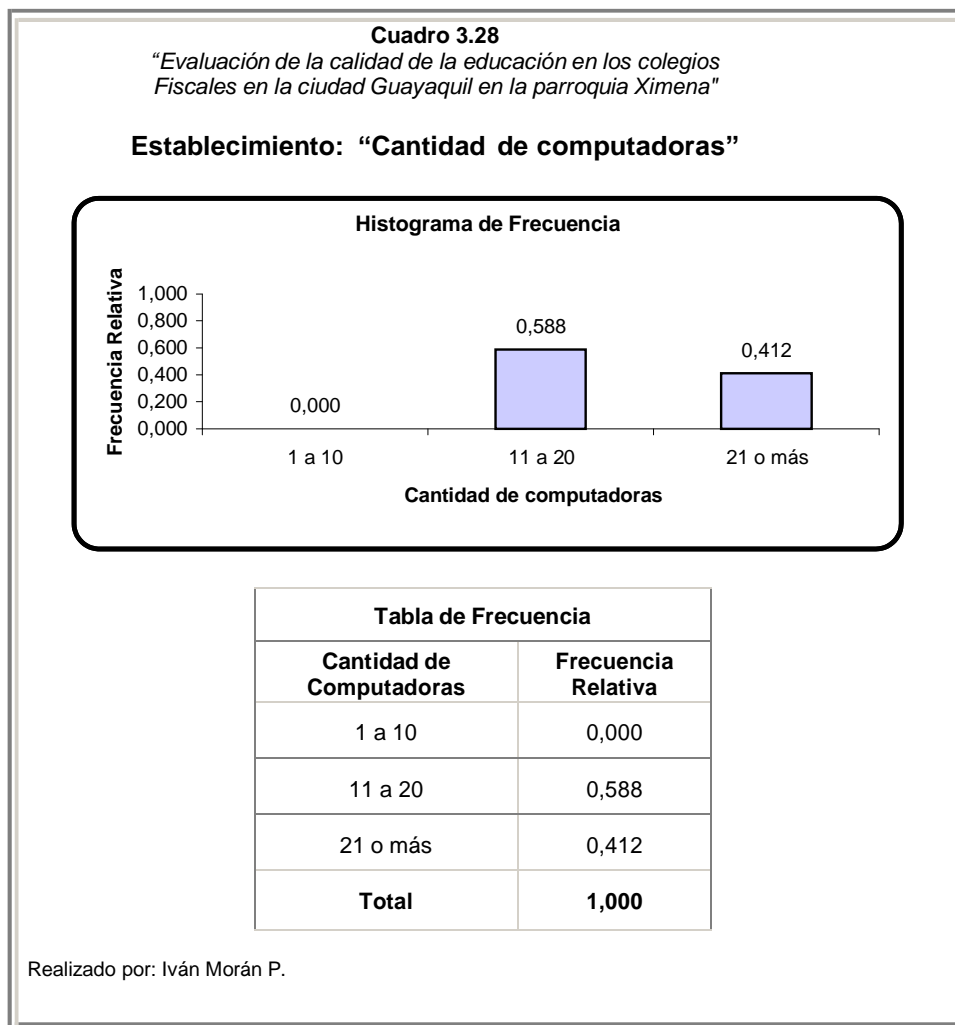 Cuadro 3.28
“Evaluación de la calidad de la educación en los colegios
Fiscales en la ciudad Guayaquil en la parroquia Ximena"
Establecimiento: “Cantidad de computadoras”
Histograma de Frecuencia
Frecuencia Relativa
1,000
0,800
0,600
0,400
0,200
0,000
0,000
0,588
0,412
1 a 10
11 a 20
21 o más
Cantidad de computadoras
Tabla de Frecuencia
Cantidad de Computadoras
Frecuencia Relativa
1 a 10 0,000
11 a 20 0,588
21 o más 0,412
Total 1,000
Realizado por: Iván Morán P.